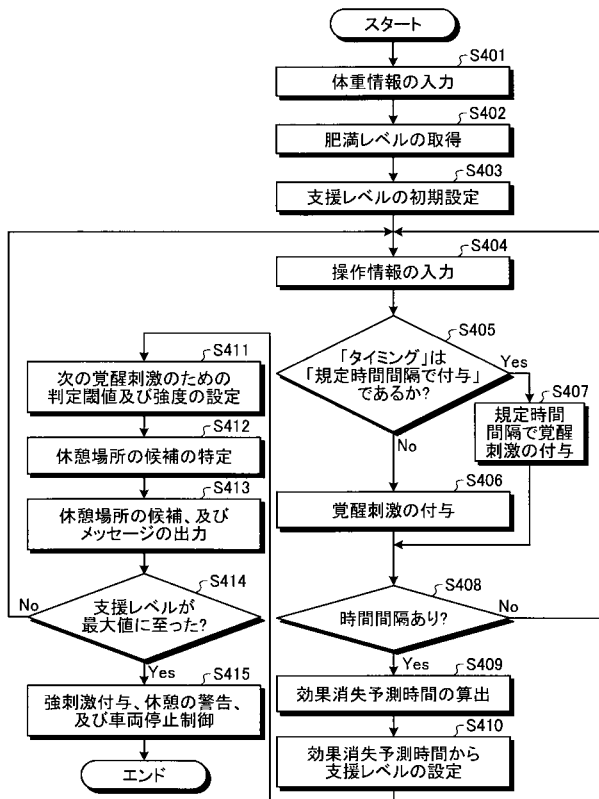 スタート
S401
体重情報の入力
S402
肥満レベルの取得
S403
支援レベルの初期設定
S404
操作情報の入力
S405
「タイミング」は
「規定時間間隔で付与」
であるか?
Yes
No
S407
規定時間
間隔で覚醒
刺激の付与
S406
覚醒刺激の付与
S408
時間間隔あり?
No
Yes
S409
効果消失予測時間の算出
S410
効果消失予測時間から
支援レベルの設定
S411
次の覚醒刺激のための
判定閾値及び強度の設定
S412
休憩場所の候補の特定
S413
休憩場所の候補、及び
メッセージの出力
S414
支援レベルが
最大値に至った?
No
Yes
S415
強刺激付与、休憩の警告、
及び車両停止制御
エンド